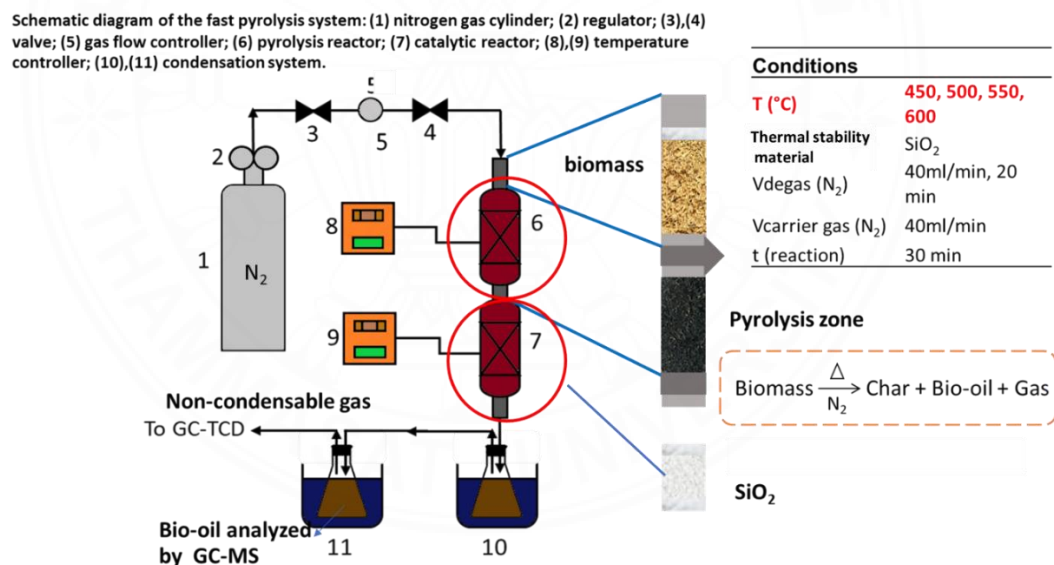 Schematic diagram of the fast pyrolysis system: (1) nitrogen gas cylinder; (2) regulator; (3),(4)
valve; (5) gas flow controller; (6) pyrolysis reactor; (7) catalytic reactor; (8),(9) temperature
controller; (10),(11) condensation system.
Conditions
T (°C) 450, 500, 550,
600
Thermal stability
material SiO₂
Vdegas (N₂) 40ml/min, 20
min
Vcarrier gas (N₂) 40ml/min
t (reaction) 30 min
3
5
4
2
biomass
8
6
1
N₂
9
7
Pyrolysis zone
Biomass △ N₂ → Char + Bio-oil + Gas
Non-condensable gas
To GC-TCD
SiO₂
Bio-oil analyzed
by GC-MS
11
10